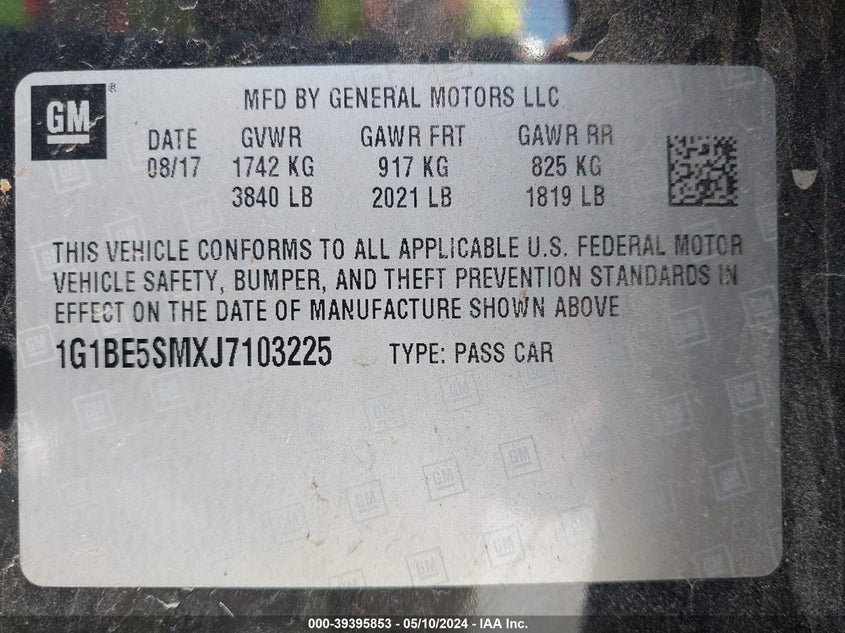 GM
MFD BY GENERAL MOTORS LLC
DATE GVWR GAWR FRT GAWR RR
08/17 1742 KG 917 KG 825 KG
3840 LB 2021 LB 1819 LB
THIS VEHICLE CONFORMS TO ALL APPLICABLE U.S. FEDERAL MOTOR
VEHICLE SAFETY, BUMPER, AND THEFT PREVENTION STANDARDS IN
EFFECT ON THE DATE OF MANUFACTURE SHOWN ABOVE
1G1BE5SMXJ7103225 TYPE: PASS CAR
000-39395853 - 05/10/2024 - IAA Inc.